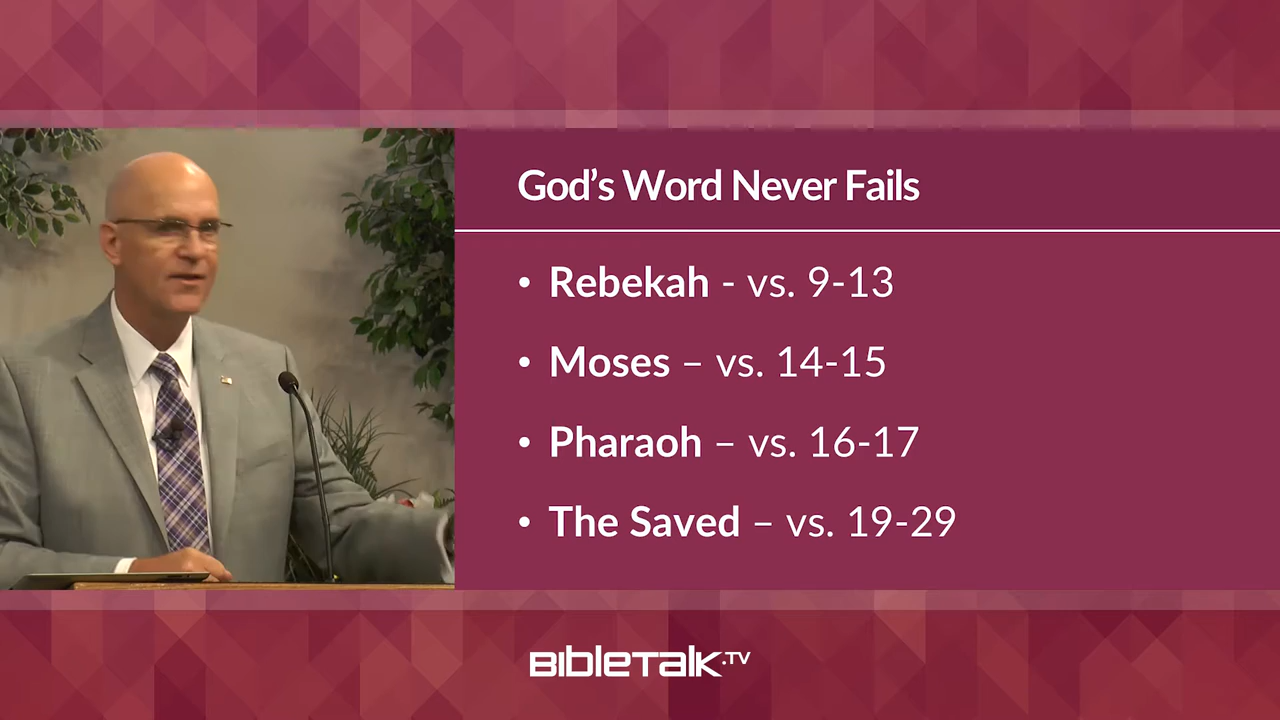 God’s Word Never Fails
• Rebekah - vs. 9-13
• Moses – vs. 14-15
• Pharaoh – vs. 16-17
• The Saved – vs. 19-29
BIBLETALK.TV